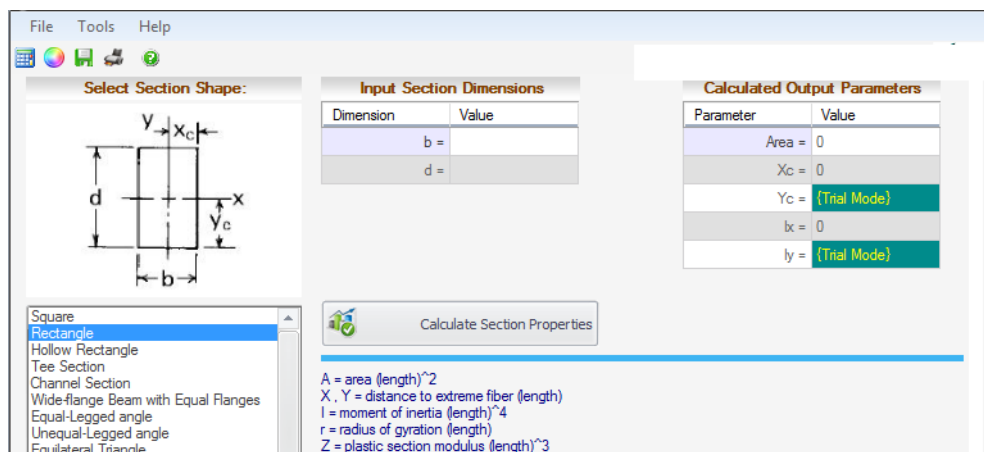 File Tools Help
Select Section Shape:
Input Section Dimensions
Calculated Output Parameters
y
xc
d
x
yc
b
Dimension Value
b =
d =
Parameter Value
Area = 0
Xc = 0
Yc = {Trial Mode}
Ix = 0
Iy = {Trial Mode}
Square
Rectangle
Hollow Rectangle
Tee Section
Channel Section
Wide-flange Beam with Equal Flanges
Equal-Legged angle
Unequal-Legged angle
Equilateral Triangle
Calculate Section Properties
A = area (length)^2
X , Y = distance to extreme fiber (length)
I = moment of inertia (length)^4
r = radius of gyration (length)
Z = plastic section modulus (length)^3